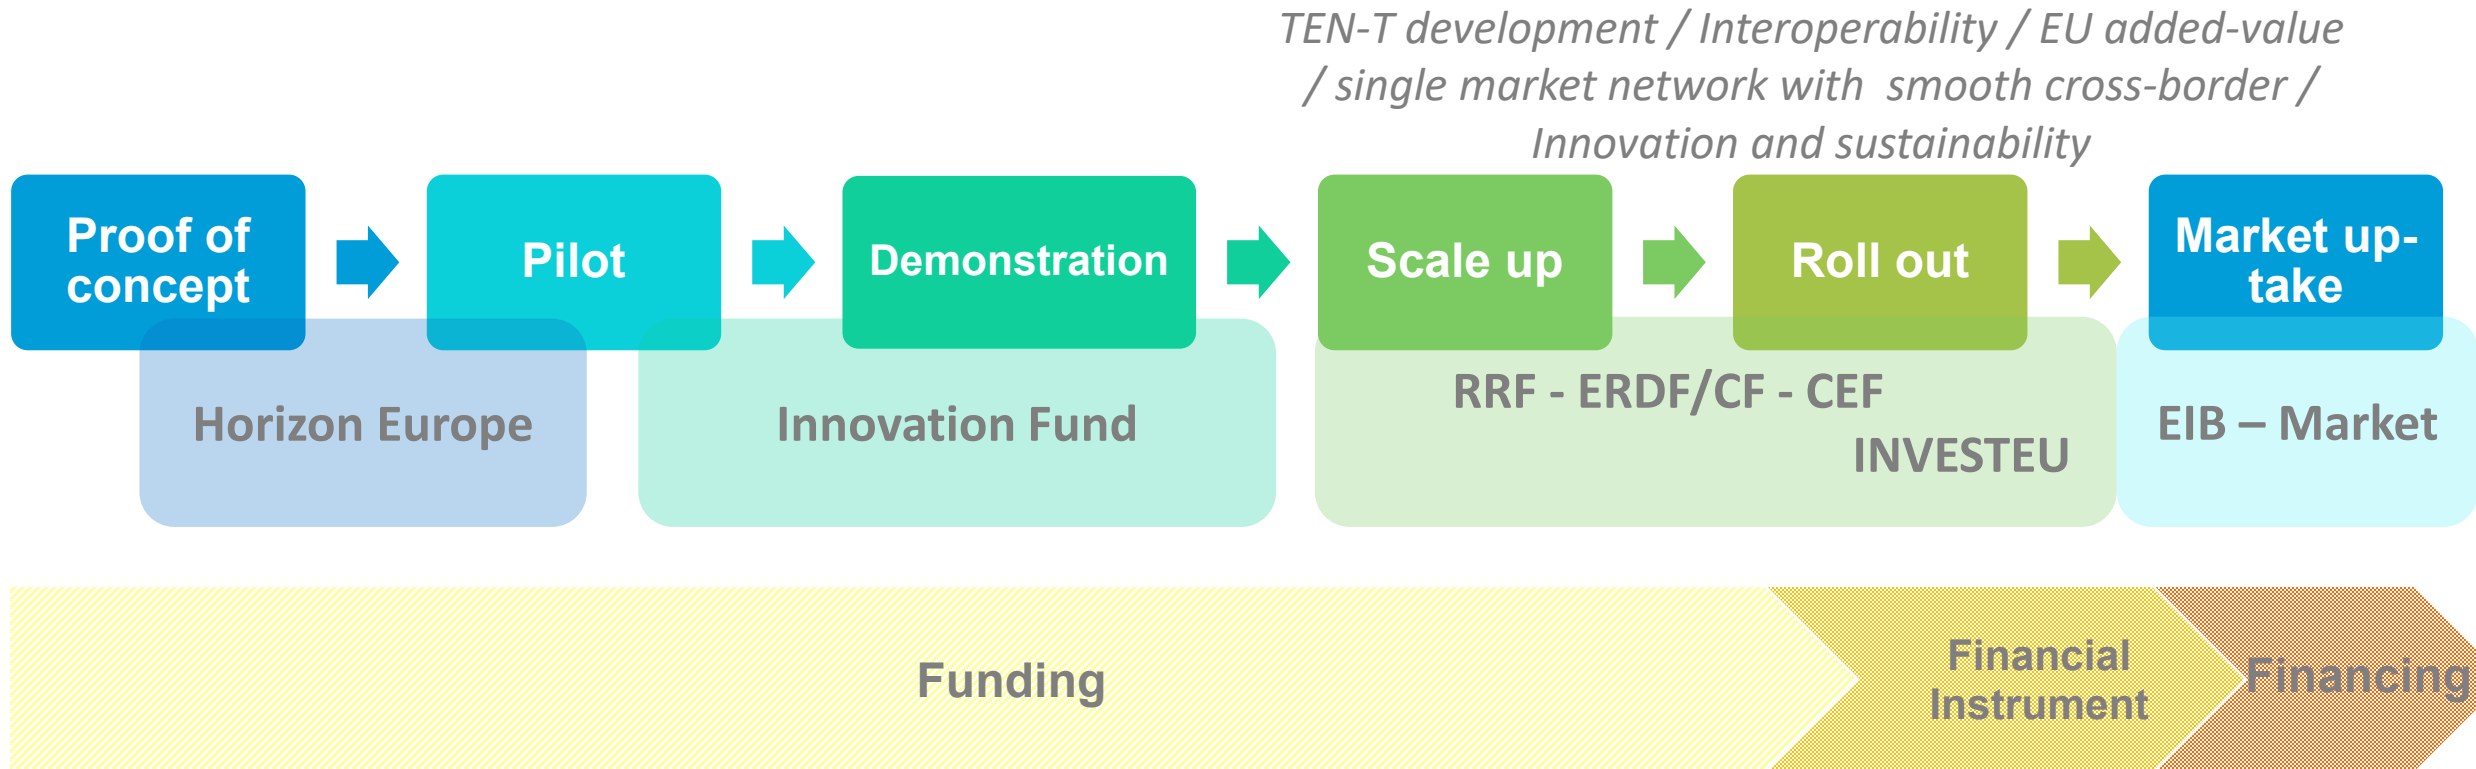 TEN-T development / Interoperability / EU added-value
/ single market network with smooth cross-border /
Innovation and sustainability
Proof of
concept
Pilot
Demonstration
Scale up
Roll out
Market up-
take
Horizon Europe
Innovation Fund
RRF - ERDF/CF - CEF
INVESTEU
EIB – Market
Funding
Financial
Instrument
Financing